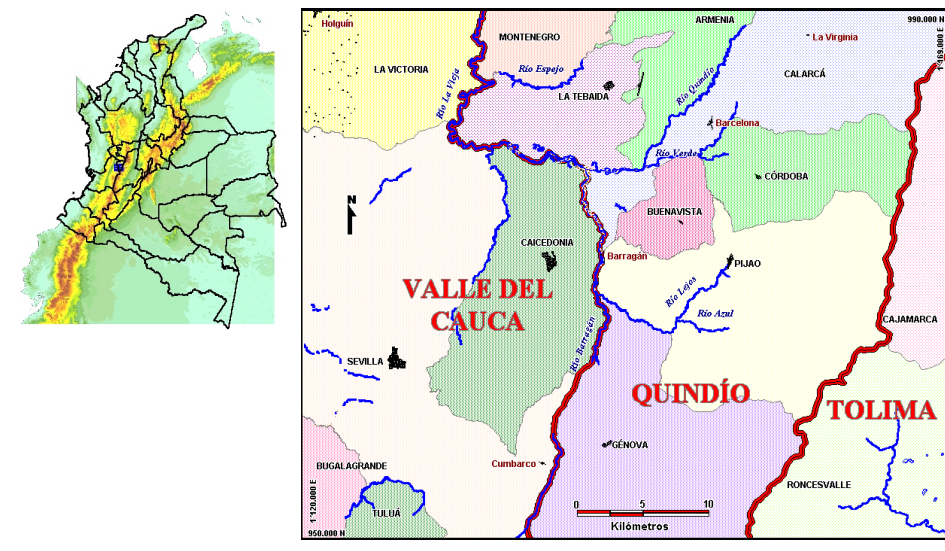 Holguín
ARMENIA
990.000 N
MONTENEGRO
La Virginia
1°169.000 E
LA VICTORIA
Río Espejo
CALARCÁ
Río La Vieja
LA TEBAIDA
Río Quindío
Barcelona
Río Verde
CÓRDOBA
N
BUENAVISTA
CAICEDONIA
Barragán
PIJAO
VALLE DEL
CAUCA
Río Lejos
Río Azul
CAJAMARCA
Río Barragán
SEVILLA
QUINDÍO
TOLIMA
GÉNOVA
Cumbarco
BUGALAGRANDE
RONCESVALLE
1°120.000 E
TULUÁ
0 5 10
Kilómetros
950.000 N